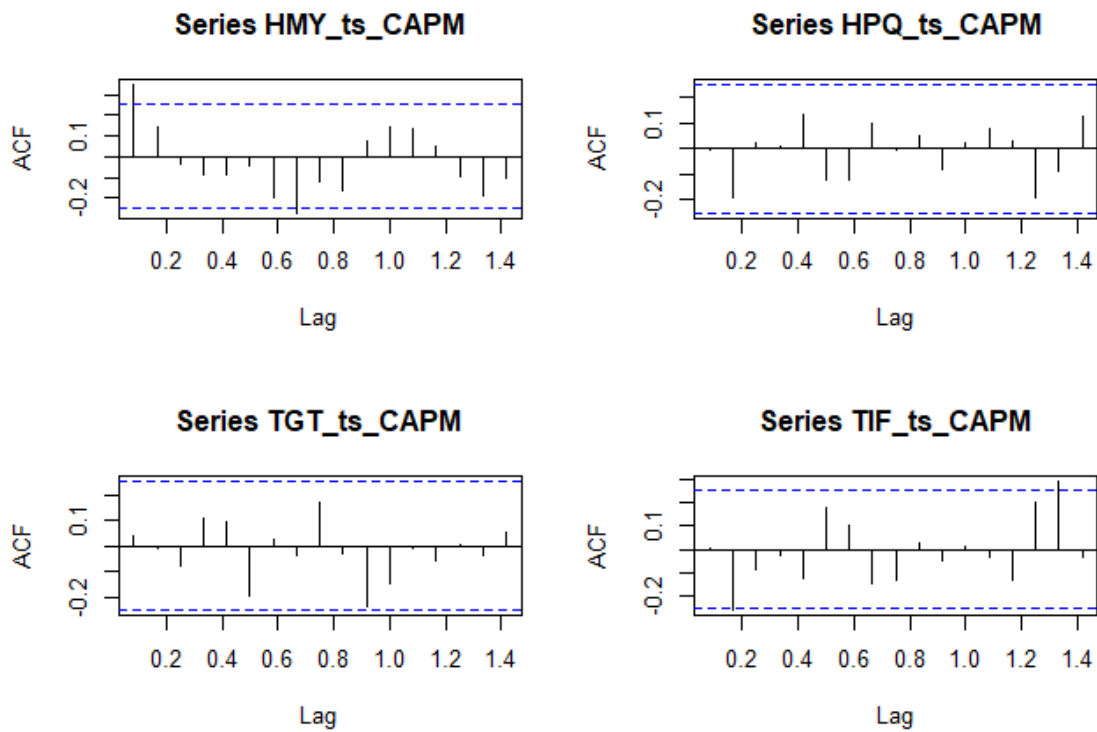 Series HMY_ts_CAPM
ACF
0.1
-0.2
0.2 0.4 0.6 0.8 1.0 1.2 1.4
Lag
Series HPQ_ts_CAPM
ACF
0.1
-0.2
0.2 0.4 0.6 0.8 1.0 1.2 1.4
Lag
Series TGT_ts_CAPM
ACF
0.1
-0.2
0.2 0.4 0.6 0.8 1.0 1.2 1.4
Lag
Series TIF_ts_CAPM
ACF
0.1
-0.2
0.2 0.4 0.6 0.8 1.0 1.2 1.4
Lag